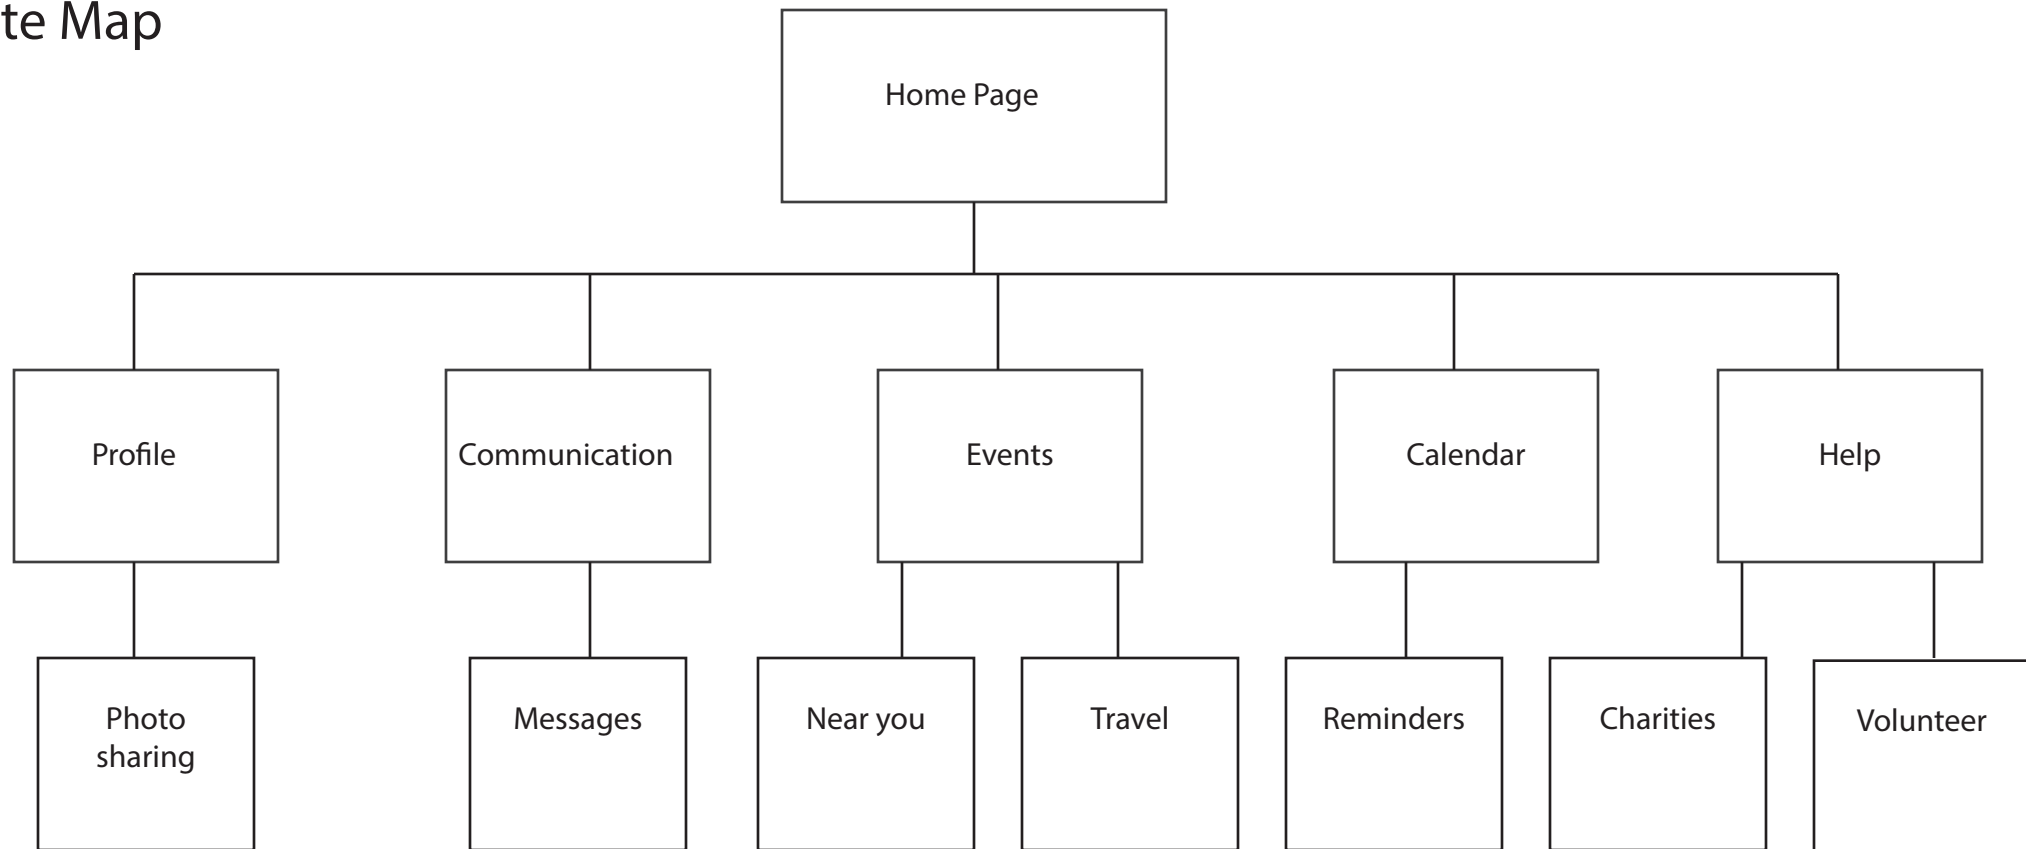 te Map
Home Page
Profile
Communication
Events
Calendar
Help
Photo
sharing
Messages
Near you
Travel
Reminders
Charities
Volunteer